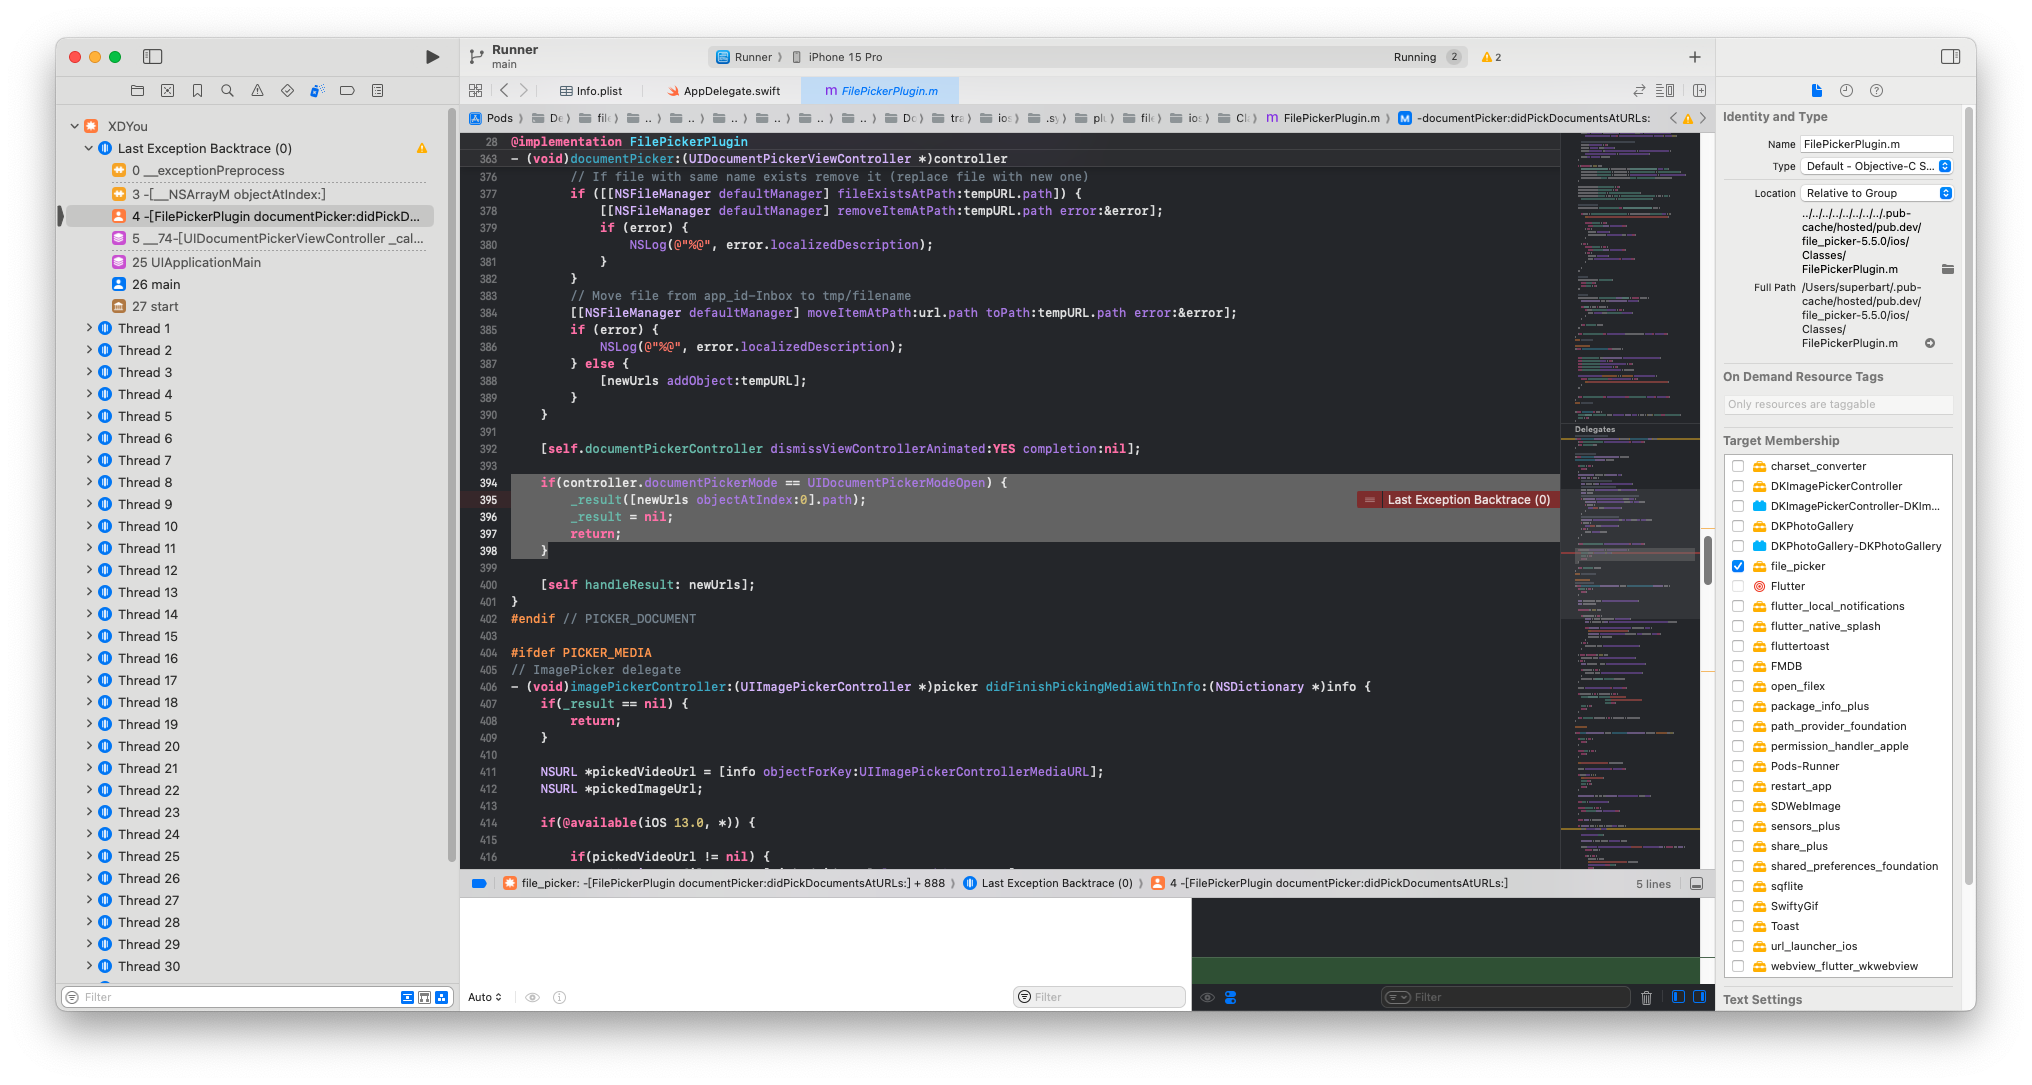 Runner
main
Runner
iPhone 15 Pro
Running 2
2
Info.plist
AppDelegate.swift
FilePickerPlugin.m
XDYou
Last Exception Backtrace (0)
0 __exceptionPreprocess
3 -[__NSArrayM objectAtIndex:]
4 -[FilePickerPlugin documentPicker:didPickD...
5 __74-[UIDocumentPickerViewController _cal...
25 UIApplicationMain
26 main
27 start
Thread 1
Thread 2
Thread 3
Thread 4
Thread 5
Thread 6
Thread 7
Thread 8
Thread 9
Thread 10
Thread 11
Thread 12
Thread 13
Thread 14
Thread 15
Thread 16
Thread 17
Thread 18
Thread 19
Thread 20
Thread 21
Thread 22
Thread 23
Thread 24
Thread 25
Thread 26
Thread 27
Thread 28
Thread 29
Thread 30
Filter
Pods De file .. .. .. .. .. .. Do tra ios .sy plu file ios Cl FilePickerPlugin.m M -documentPicker:didPickDocumentsAtURLs:
28 @implementation FilePickerPlugin
363 - (void)documentPicker:(UIDocumentPickerViewController *)controller
376 // If file with same name exists remove it (replace file with new one)
377 if ([[NSFileManager defaultManager] fileExistsAtPath:tempURL.path]) {
378 [[NSFileManager defaultManager] removeItemAtPath:tempURL.path error:&error];
379 if (error) {
380 NSLog(@"%@", error.localizedDescription);
381 }
382 }
383 // Move file from app_id-Inbox to tmp/filename
384 [[NSFileManager defaultManager] moveItemAtPath:url.path toPath:tempURL.path error:&error];
385 if (error) {
386 NSLog(@"%@", error.localizedDescription);
387 } else {
388 [newUrls addObject:tempURL];
389 }
390 }
391
392 [self.documentPickerController dismissViewControllerAnimated:YES completion:nil];
393
394 if(controller.documentPickerMode == UIDocumentPickerModeOpen) {
395 _result([newUrls objectAtIndex:0].path); Last Exception Backtrace (0)
396 _result = nil;
397 return;
398 }
399
400 [self handleResult: newUrls];
401 }
402 #endif // PICKER_DOCUMENT
403
404 #ifdef PICKER_MEDIA
405 // ImagePicker delegate
406 - (void)imagePickerController:(UIImagePickerController *)picker didFinishPickingMediaWithInfo:(NSDictionary *)info {
407 if(_result == nil) {
408 return;
409 }
410
411 NSURL *pickedVideoUrl = [info objectForKey:UIImagePickerControllerMediaURL];
412 NSURL *pickedImageUrl;
413
414 if(@available(iOS 13.0, *)) {
415
416 if(pickedVideoUrl != nil) {
Delegates
file_picker: -[FilePickerPlugin documentPicker:didPickDocumentsAtURLs:] + 888 Last Exception Backtrace (0) 4 -[FilePickerPlugin documentPicker:didPickDocumentsAtURLs:]
5 lines
Auto
Filter
Filter
Identity and Type
Name FilePickerPlugin.m
Type Default - Objective-C S...
Location Relative to Group
../../../../../../../../.pub-
cache/hosted/pub.dev/
file_picker-5.5.0/ios/
Classes/
FilePickerPlugin.m
Full Path /Users/superbart/.pub-
cache/hosted/pub.dev/
file_picker-5.5.0/ios/
Classes/
FilePickerPlugin.m
On Demand Resource Tags
Only resources are taggable
Target Membership
charset_converter
DKImagePickerController
DKImagePickerController-DKIm...
DKPhotoGallery
DKPhotoGallery-DKPhotoGallery
file_picker
Flutter
flutter_local_notifications
flutter_native_splash
fluttertoast
FMDB
open_filex
package_info_plus
path_provider_foundation
permission_handler_apple
Pods-Runner
restart_app
SDWebImage
sensors_plus
share_plus
shared_preferences_foundation
sqflite
SwiftyGif
Toast
url_launcher_ios
webview_flutter_wkwebview
Text Settings